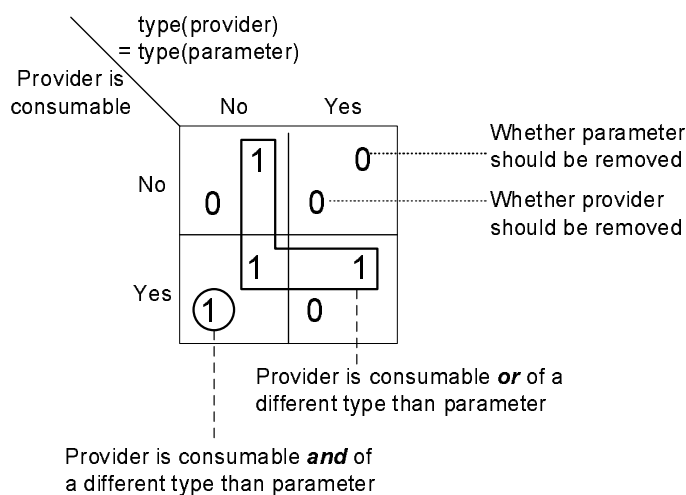 type(provider)
= type(parameter)
Provider is
consumable
No Yes
Whether parameter
should be removed
1 0
No
0 0
Whether provider
should be removed
1 1
Yes
1 0
Provider is consumable or of a
different type than parameter
Provider is consumable and of
a different type than parameter